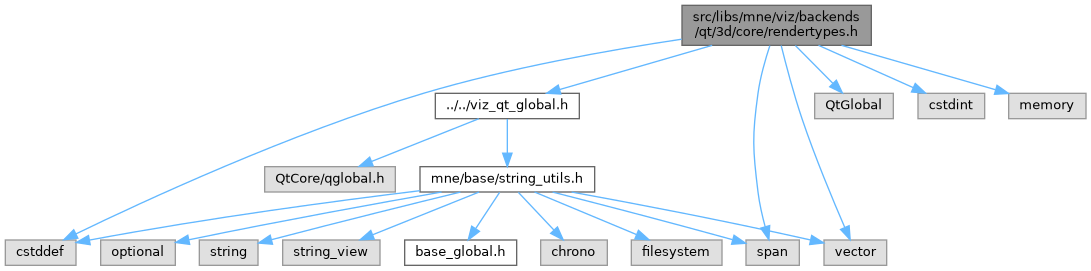 src/libs/mne/viz/backends
/qt/3d/core/rendertypes.h
../../viz_qt_global.h
QtGlobal
cstdint
memory
QtCore/qglobal.h
mne/base/string_utils.h
cstddef
optional
string
string_view
base_global.h
chrono
filesystem
span
vector